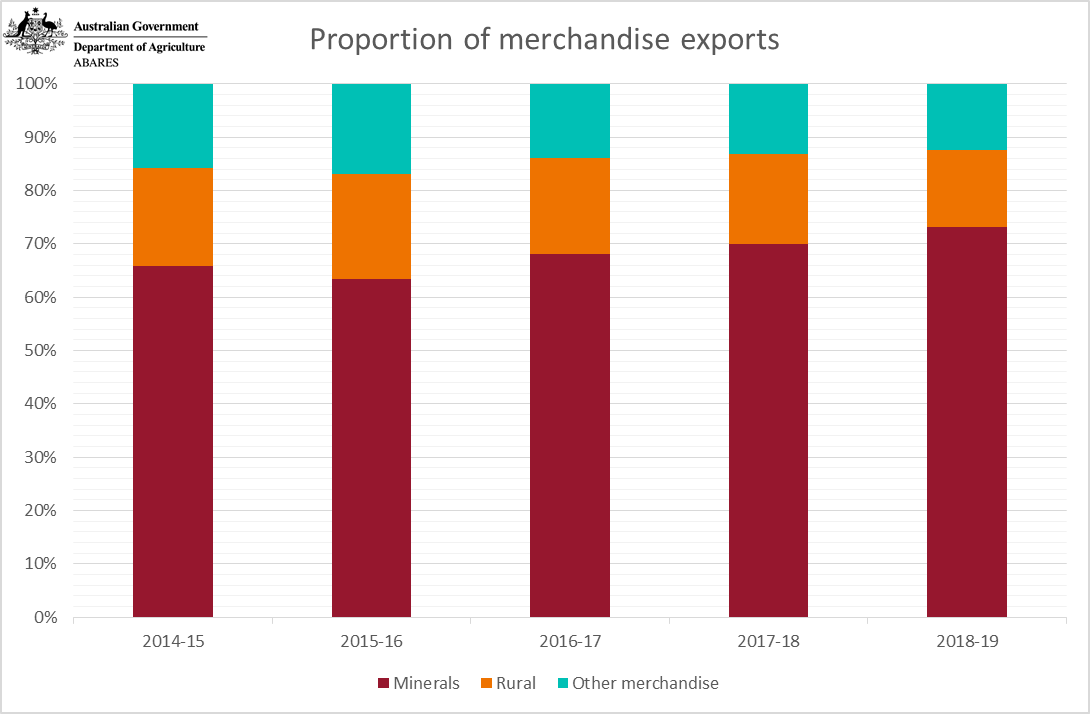 Australian Government
Department of Agriculture
ABARES
Proportion of merchandise exports
100%
90%
80%
70%
60%
50%
40%
30%
20%
10%
0%
2014-15 2015-16 2016-17 2017-18 2018-19
Minerals Rural Other merchandise